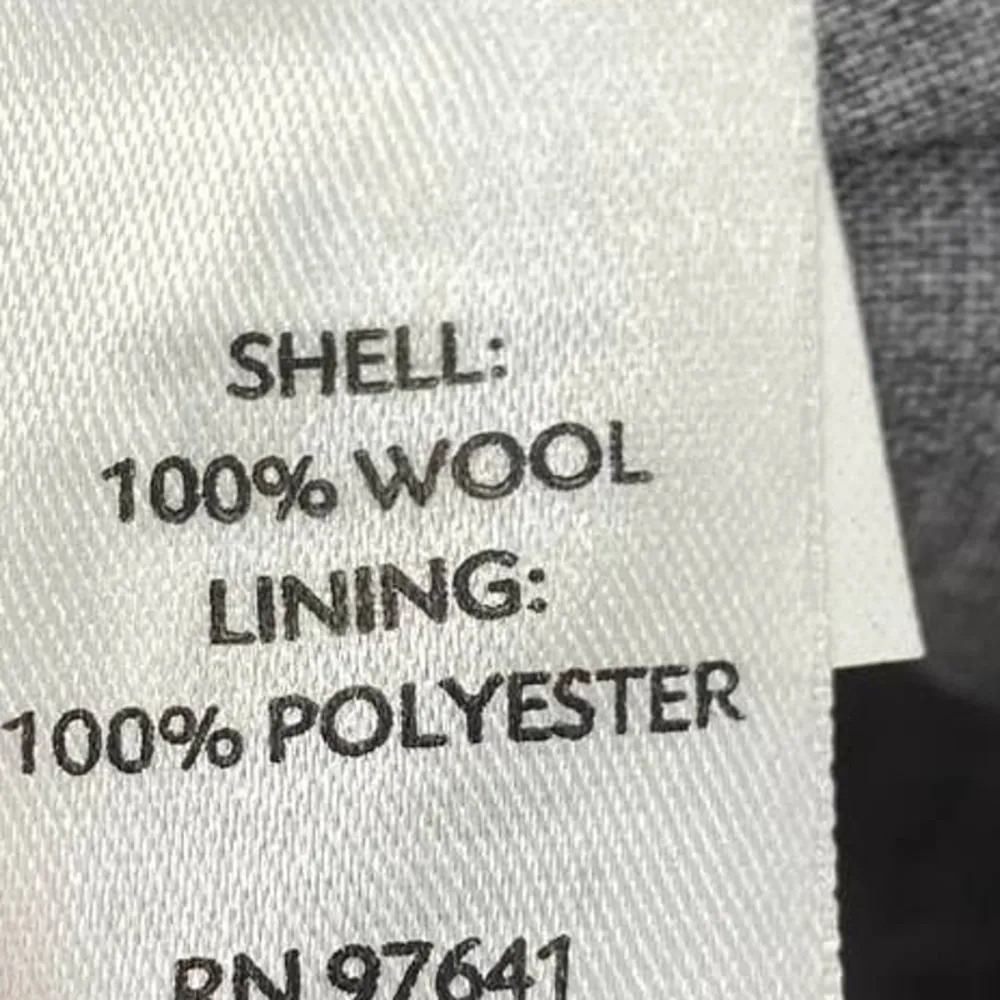 SHELL:
100% WOOL
LINING:
100% POLYESTER
RN 97641